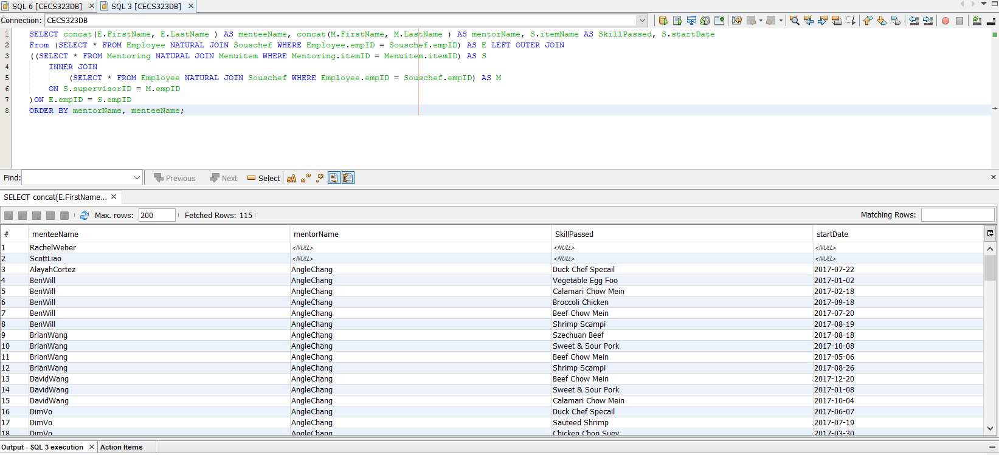 SQL 6 [CECS323DB] SQL 3 [CECS323DB]
Connection: CECS323DB
1 SELECT concat(E.FirstName, E.LastName ) AS menteeName, concat(M.FirstName, M.LastName ) AS mentorName, S.itemName AS SkillPassed, S.startDate
2 From (SELECT * FROM Employee NATURAL JOIN Souschef WHERE Employee.empID = Souschef.empID) AS E LEFT OUTER JOIN
3 ((SELECT * FROM Mentoring NATURAL JOIN Menuitem WHERE Mentoring.itemID = Menuitem.itemID) AS S
4 INNER JOIN
5 (SELECT * FROM Employee NATURAL JOIN Souschef WHERE Employee.empID = Souschef.empID) AS M
6 ON S.supervisorID = M.empID
7 )ON E.empID = S.empID
8 ORDER BY mentorName, menteeName;
Find: Previous Next Select
SELECT concat(E.FirstName...
Max. rows: 200 Fetched Rows: 115 Matching Rows:
# menteeName mentorName SkillPassed startDate
1 RachelWeber <NULL> <NULL> <NULL>
2 ScottLiao <NULL> <NULL> <NULL>
3 AlayahCortez AngleChang Duck Chef Specail 2017-07-22
4 BenWill AngleChang Vegetable Egg Foo 2017-01-02
5 BenWill AngleChang Calamari Chow Mein 2017-02-18
6 BenWill AngleChang Broccoli Chicken 2017-09-18
7 BenWill AngleChang Beef Chow Mein 2017-07-20
8 BenWill AngleChang Shrimp Scampi 2017-08-19
9 BrianWang AngleChang Szechuan Beef 2017-08-18
10 BrianWang AngleChang Sweet & Sour Pork 2017-10-08
11 BrianWang AngleChang Beef Chow Mein 2017-05-06
12 BrianWang AngleChang Shrimp Scampi 2017-08-26
13 DavidWang AngleChang Beef Chow Mein 2017-12-20
14 DavidWang AngleChang Sweet & Sour Pork 2017-01-08
15 DavidWang AngleChang Calamari Chow Mein 2017-10-04
16 DimVo AngleChang Duck Chef Specail 2017-06-07
17 DimVo AngleChang Sauteed Shrimp 2017-07-19
18 DimVo AngleChang Chicken Chop Suey 2017-03-30
Output - SQL 3 execution Action Items